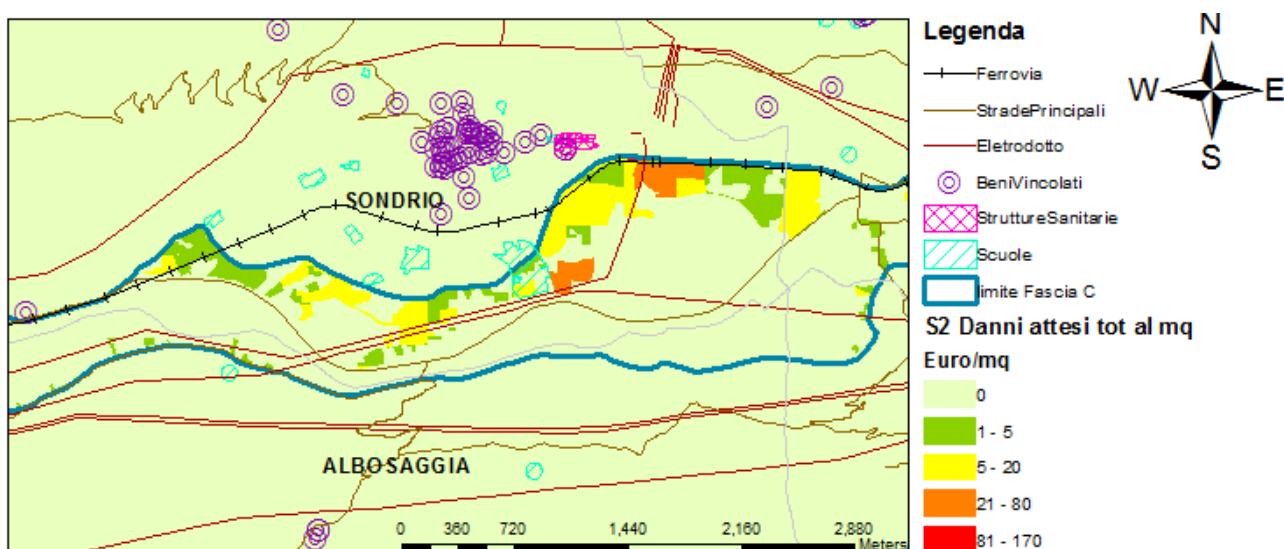 Legenda
Ferrovia
StradePrincipali
Elettrodotto
BeniVincolati
StruttureSanitarie
Scuole
limite Fascia C
S2 Danni attesi tot al mq
Euro/mq
0
1 - 5
5 - 20
21 - 80
81 - 170
N
W E
S
SONDRIO
ALBOSAGGIA
0 360 720 1,440 2,160 2,880
Meters